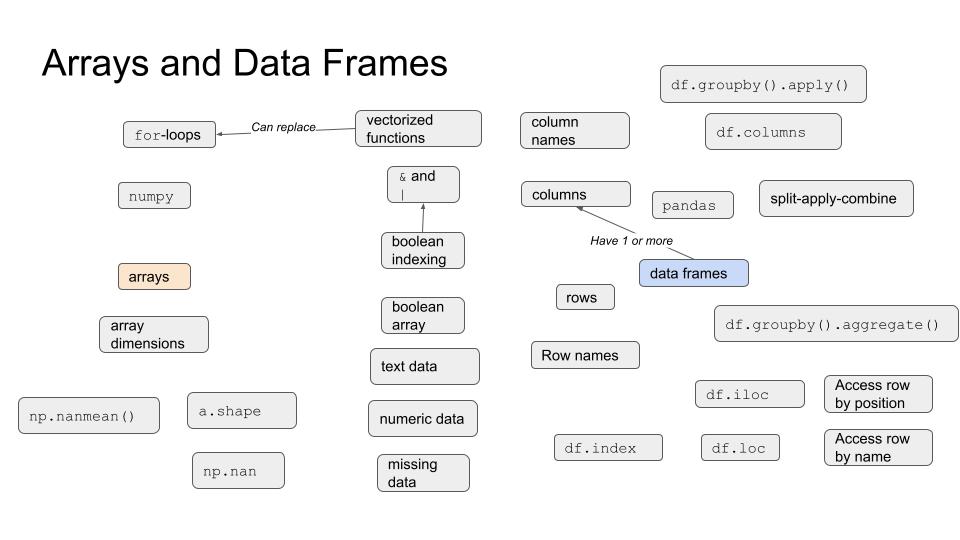 Arrays and Data Frames
df.groupby().apply()
for-loops
Can replace
vectorized
functions
column
names
df.columns
numpy
& and
|
columns
pandas
split-apply-combine
boolean
indexing
Have 1 or more
arrays
data frames
rows
array
dimensions
boolean
array
df.groupby().aggregate()
text data
Row names
np.nanmean()
a.shape
numeric data
df.iloc
Access row
by position
np.nan
missing
data
df.index
df.loc
Access row
by name